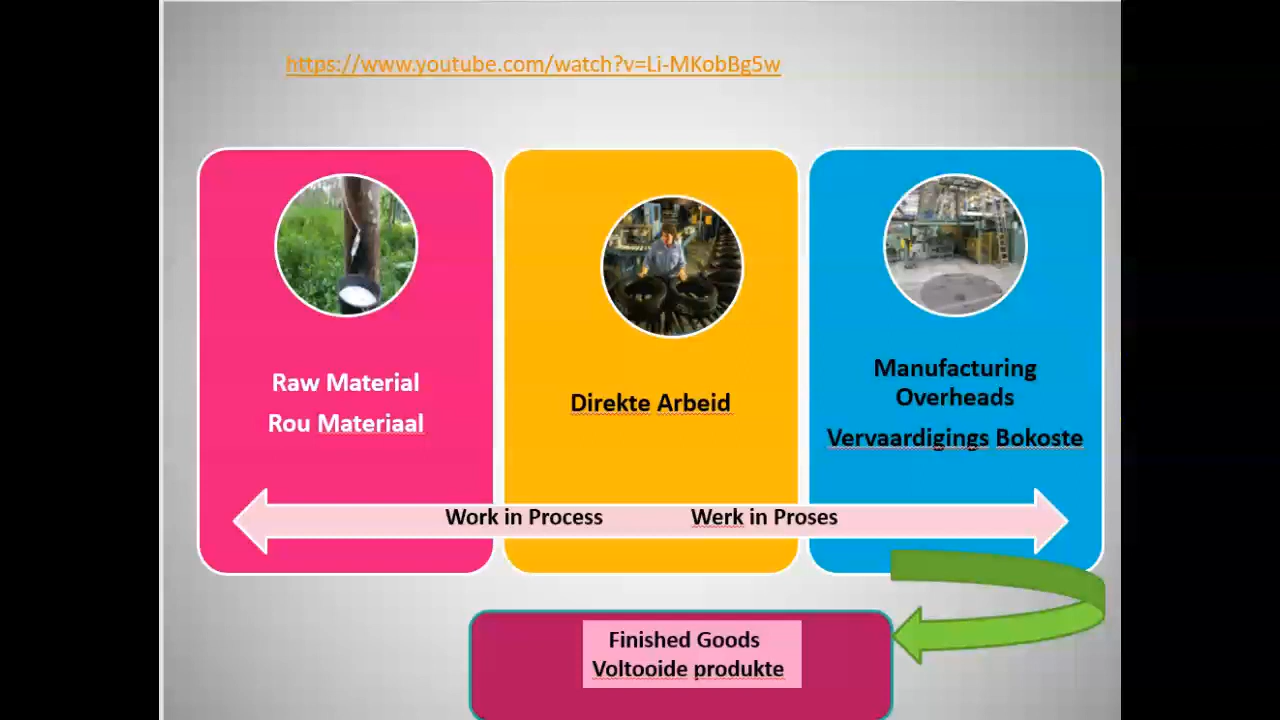 https://www.youtube.com/watch?v=Li-MKobBg5w
Raw Material
Rou Materiaal
Direkte Arbeid
Manufacturing
Overheads
Vervaardigings Bokoste
Work in Process
Werk in Proses
Finished Goods
Voltooide produkte